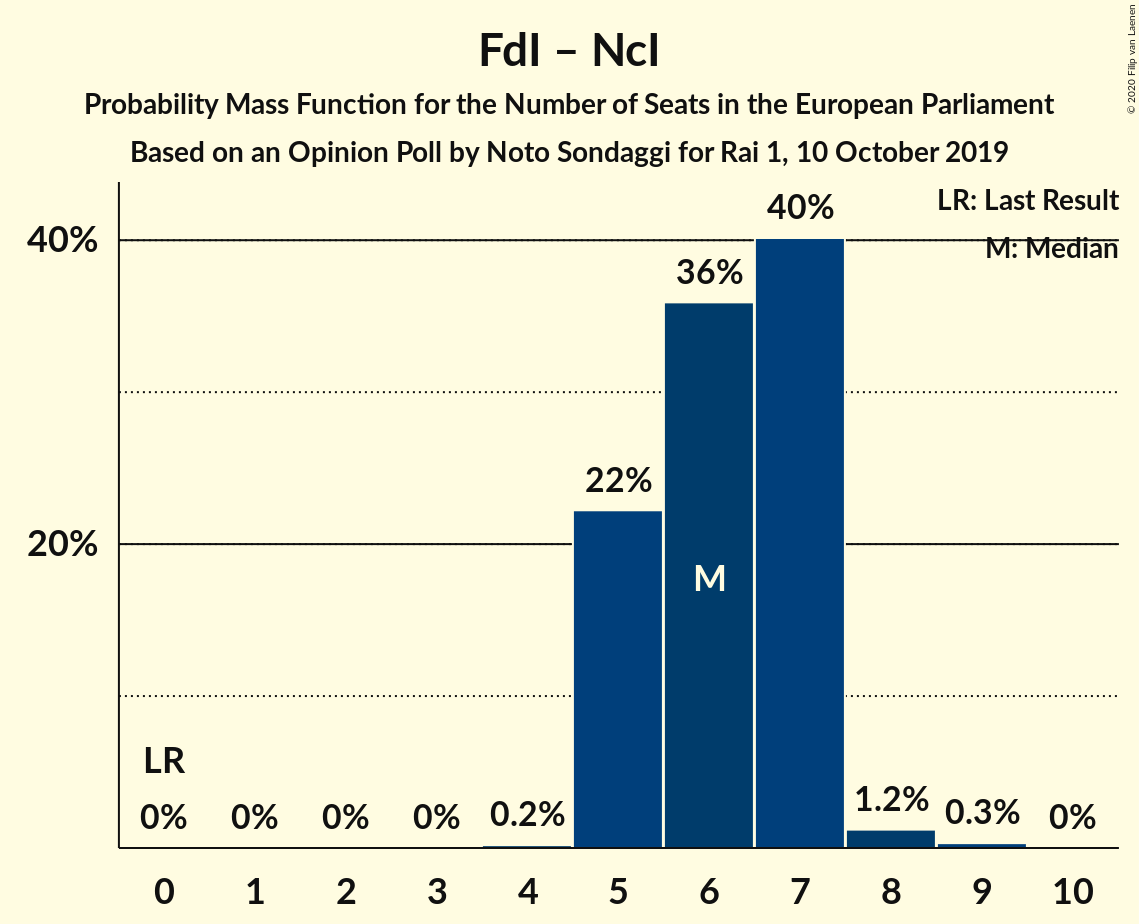 FdI – NcI
Probability Mass Function for the Number of Seats in the European Parliament
Based on an Opinion Poll by Noto Sondaggi for Rai 1, 10 October 2019
© 2020 Filip van Laenen
LR: Last Result
M: Median
40%
20%
40%
36%
22%
M
LR
0%
0%
0%
0%
0.2%
1.2%
0.3%
0%
0 1 2 3 4 5 6 7 8 9 10